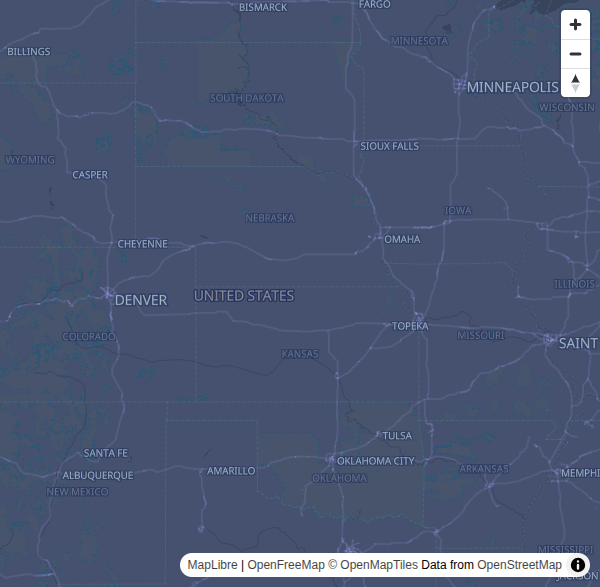 BISMARCK
FARGO
BILLINGS
MINNESOTA
MINNEAPOLIS
SOUTH DAKOTA
WISCONSIN
SIOUX FALLS
WYOMING
CASPER
IOWA
NEBRASKA
OMAHA
CHEYENNE
ILLINOIS
DENVER
UNITED STATES
TOPEKA
COLORADO
MISSOURI
SAINT
KANSAS
TULSA
SANTA FE
OKLAHOMA CITY
ALBUQUERQUE
AMARILLO
ARKANSAS
MEMPHI
OKLAHOMA
NEW MEXICO
MISSISSIPPI
MapLibre | OpenFreeMap © OpenMapTiles Data from OpenStreetMap
JACKSON